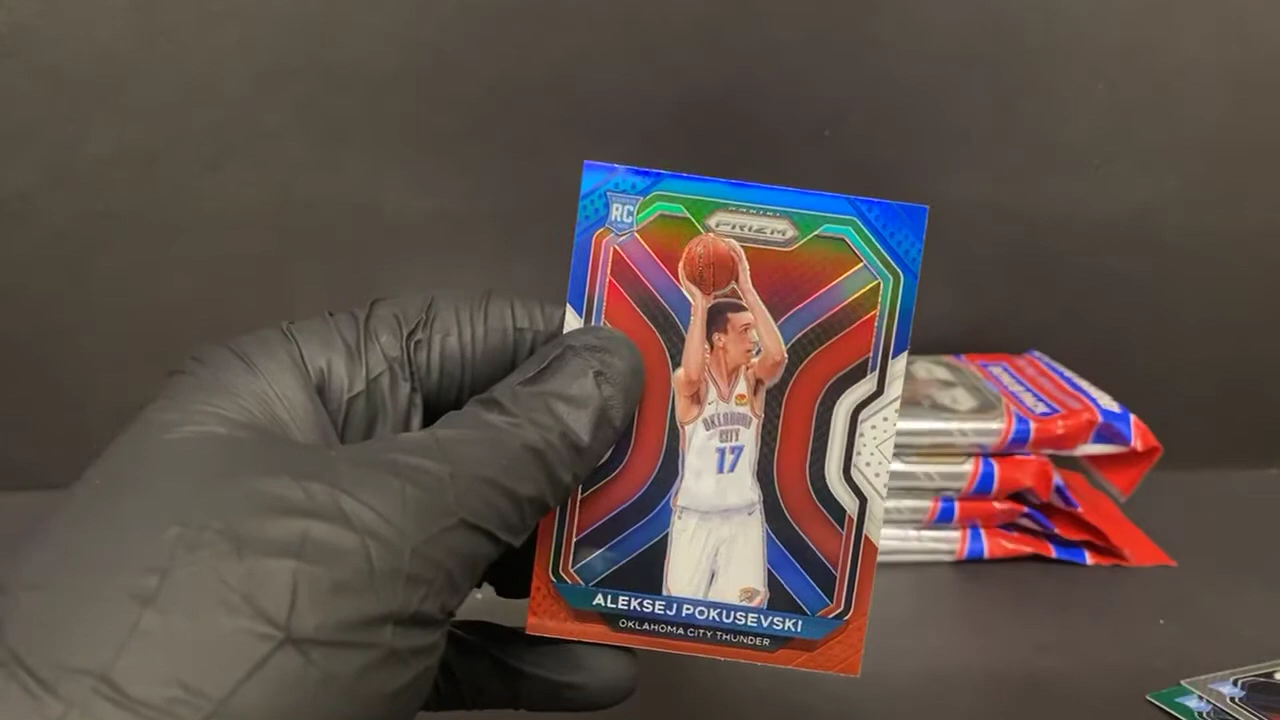 RC
PANINI
PRIZM
OKLAHOMA
CITY
17
ALEKSEJ POKUSEVSKI
OKLAHOMA CITY THUNDER